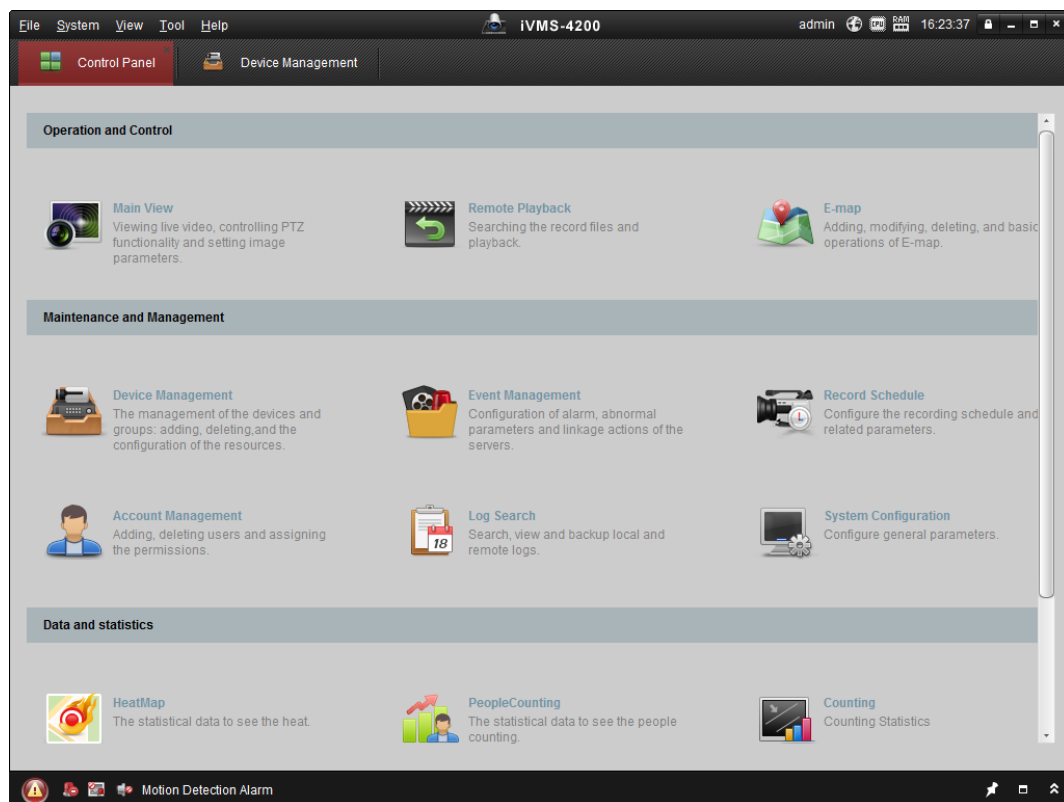 File System View Tool Help iVMS-4200 admin CPU RAM 16:23:37
Control Panel Device Management
Operation and Control
Main View
Viewing live video, controlling PTZ
functionality and setting image
parameters.
Remote Playback
Searching the record files and
playback.
E-map
Adding, modifying, deleting, and basic
operations of E-map.
Maintenance and Management
Device Management
The management of the devices and
groups: adding, deleting,and the
configuration of the resources.
Event Management
Configuration of alarm, abnormal
parameters and linkage actions of the
servers.
Record Schedule
Configure the recording schedule and
related parameters.
Account Management
Adding, deleting users and assigning
the permissions.
18
Log Search
Search, view and backup local and
remote logs.
System Configuration
Configure general parameters.
Data and statistics
HeatMap
The statistical data to see the heat.
PeopleCounting
The statistical data to see the people
counting.
Counting
Counting Statistics
Motion Detection Alarm